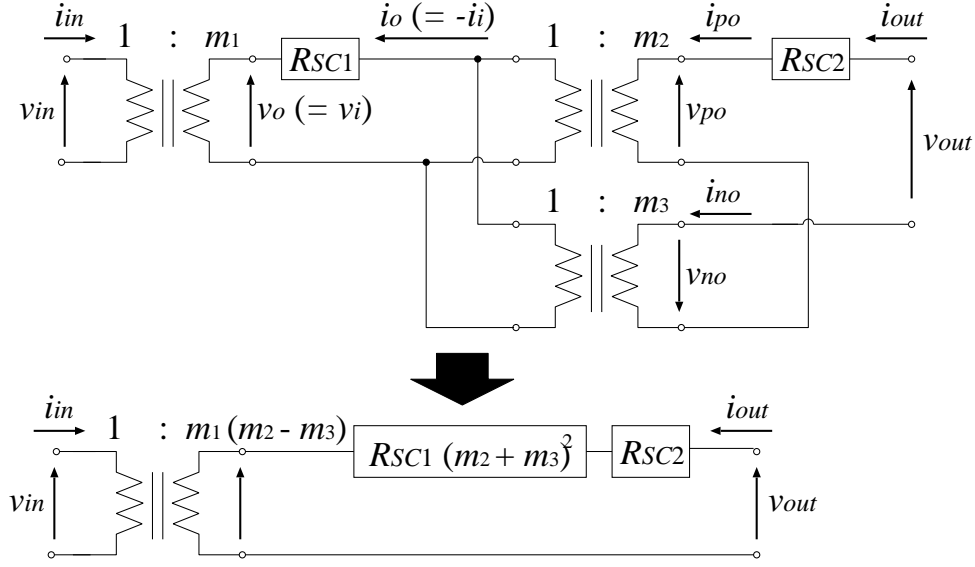 iin 1 : m1 io (= -ii) 1 : m2 ipo iout
RSC1 RSC2
vin vo (= vi) vpo vout
1 : m3 ino
vno
iin 1 : m1 (m2 - m3) iout
RSC1 (m2 + m3)2 RSC2
vin vout